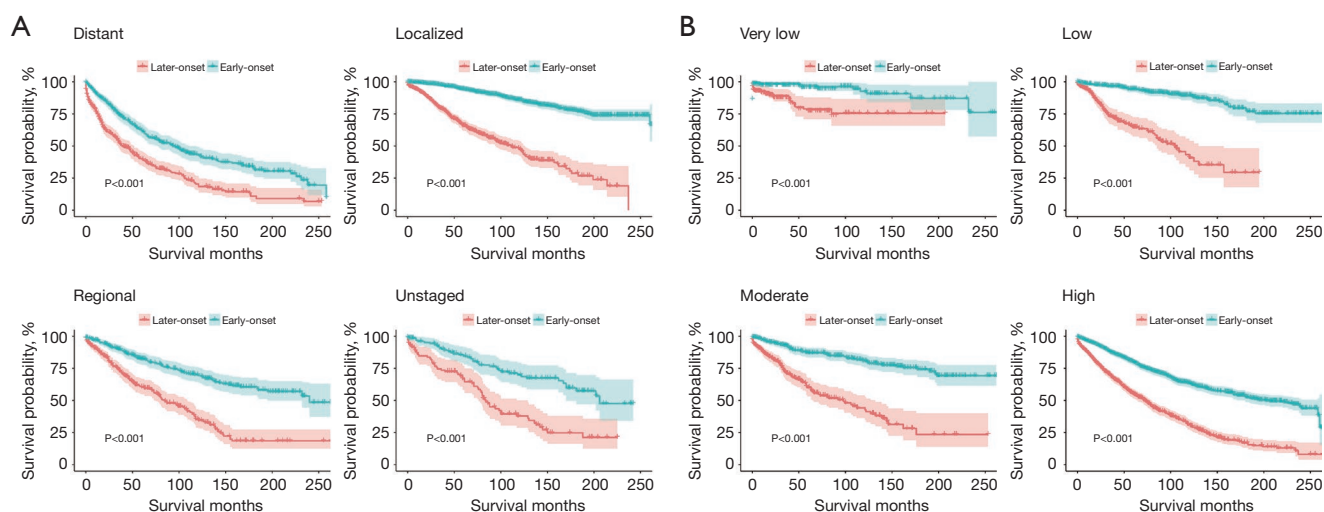 A
Distant
Later-onset Early-onset
Survival probability, %
100
75
50
25
0
P<0.001
0 50 100 150 200 250
Survival months
Localized
Later-onset Early-onset
Survival probability, %
100
75
50
25
0
P<0.001
0 50 100 150 200 250
Survival months
Regional
Later-onset Early-onset
Survival probability, %
100
75
50
25
0
P<0.001
0 50 100 150 200 250
Survival months
Unstaged
Later-onset Early-onset
Survival probability, %
100
75
50
25
0
P<0.001
0 50 100 150 200 250
Survival months
B
Very low
Later-onset Early-onset
Survival probability, %
100
75
50
25
0
P<0.001
0 50 100 150 200 250
Survival months
Low
Later-onset Early-onset
Survival probability, %
100
75
50
25
0
P<0.001
0 50 100 150 200 250
Survival months
Moderate
Later-onset Early-onset
Survival probability, %
100
75
50
25
0
P<0.001
0 50 100 150 200 250
Survival months
High
Later-onset Early-onset
Survival probability, %
100
75
50
25
0
P<0.001
0 50 100 150 200 250
Survival months